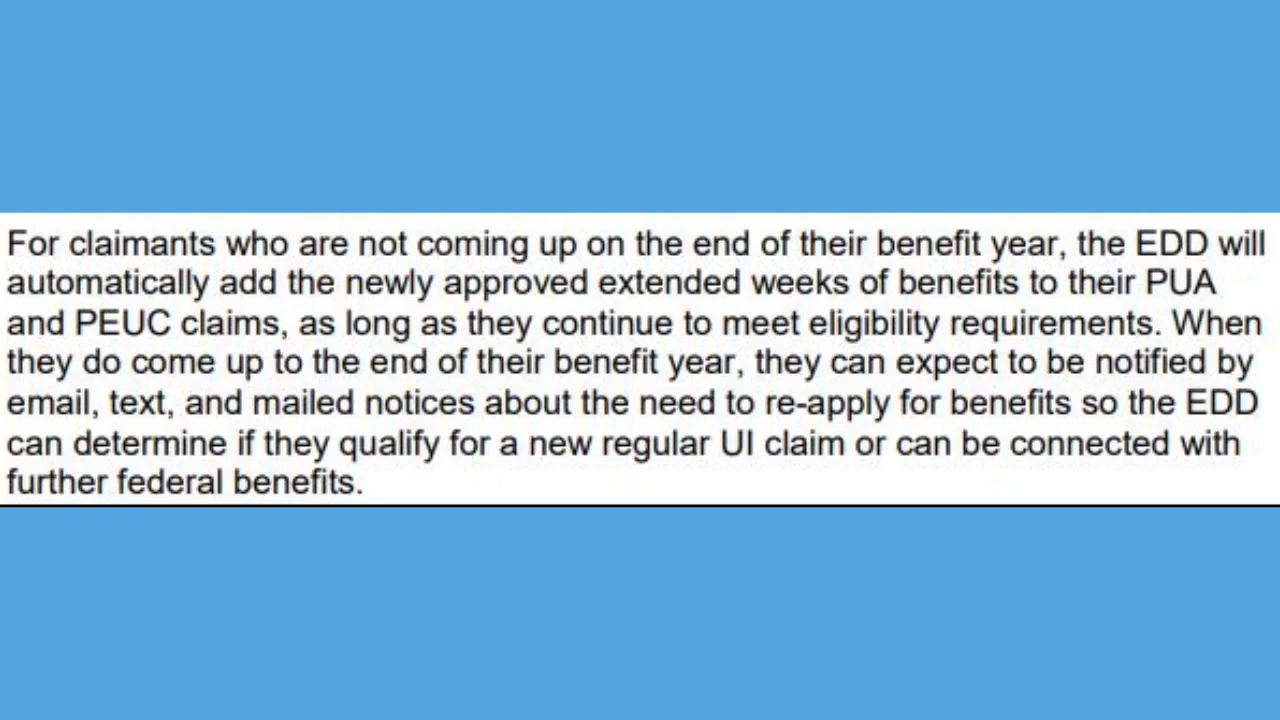 For claimants who are not coming up on the end of their benefit year, the EDD will
automatically add the newly approved extended weeks of benefits to their PUA
and PEUC claims, as long as they continue to meet eligibility requirements. When
they do come up to the end of their benefit year, they can expect to be notified by
email, text, and mailed notices about the need to re-apply for benefits so the EDD
can determine if they qualify for a new regular UI claim or can be connected with
further federal benefits.